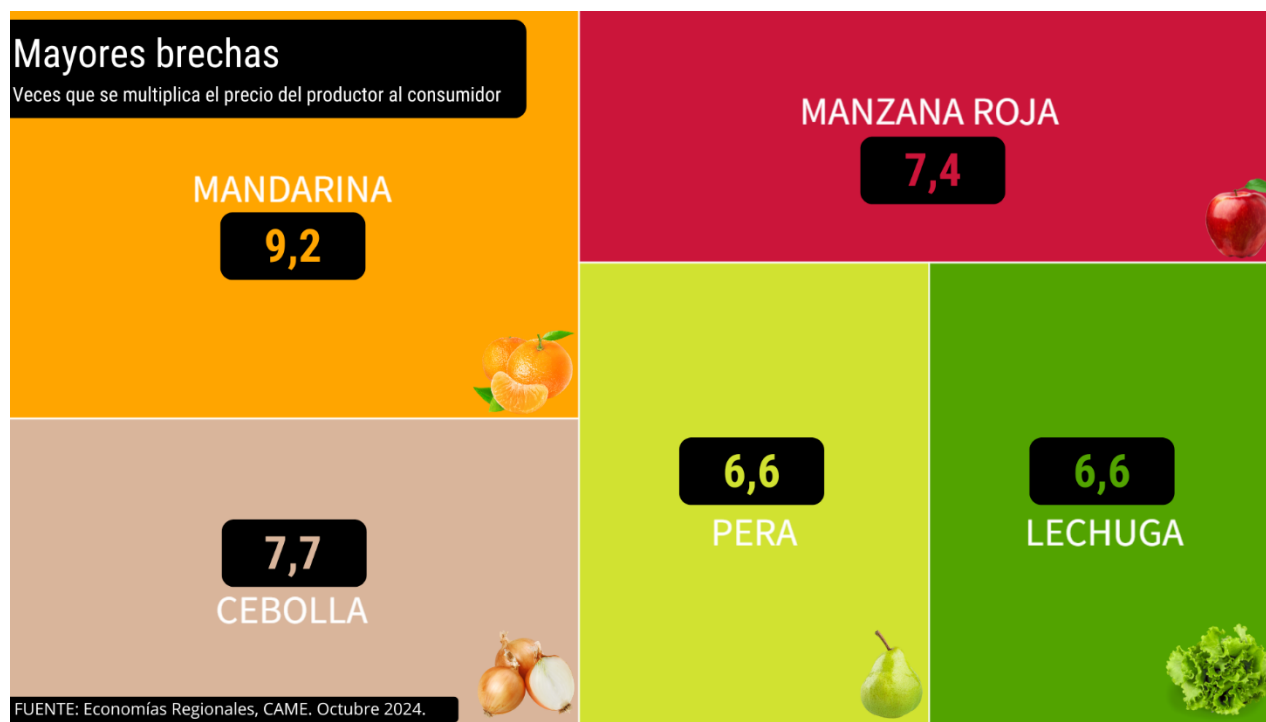 Mayores brechas
Veces que se multiplica el precio del productor al consumidor
MANDARINA
9,2
MANZANA ROJA
7,4
7,7
CEBOLLA
6,6
PERA
6,6
LECHUGA
FUENTE: Economías Regionales, CAME. Octubre 2024.